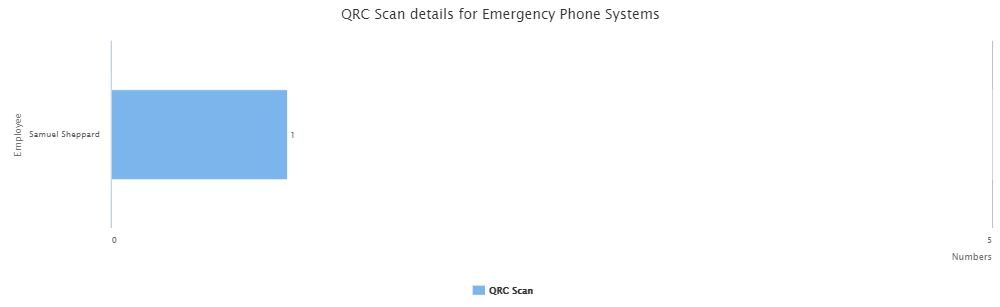 QRC Scan details for Emergency Phone Systems
Employee
Samuel Sheppard
1
0
5
Numbers
QRC Scan